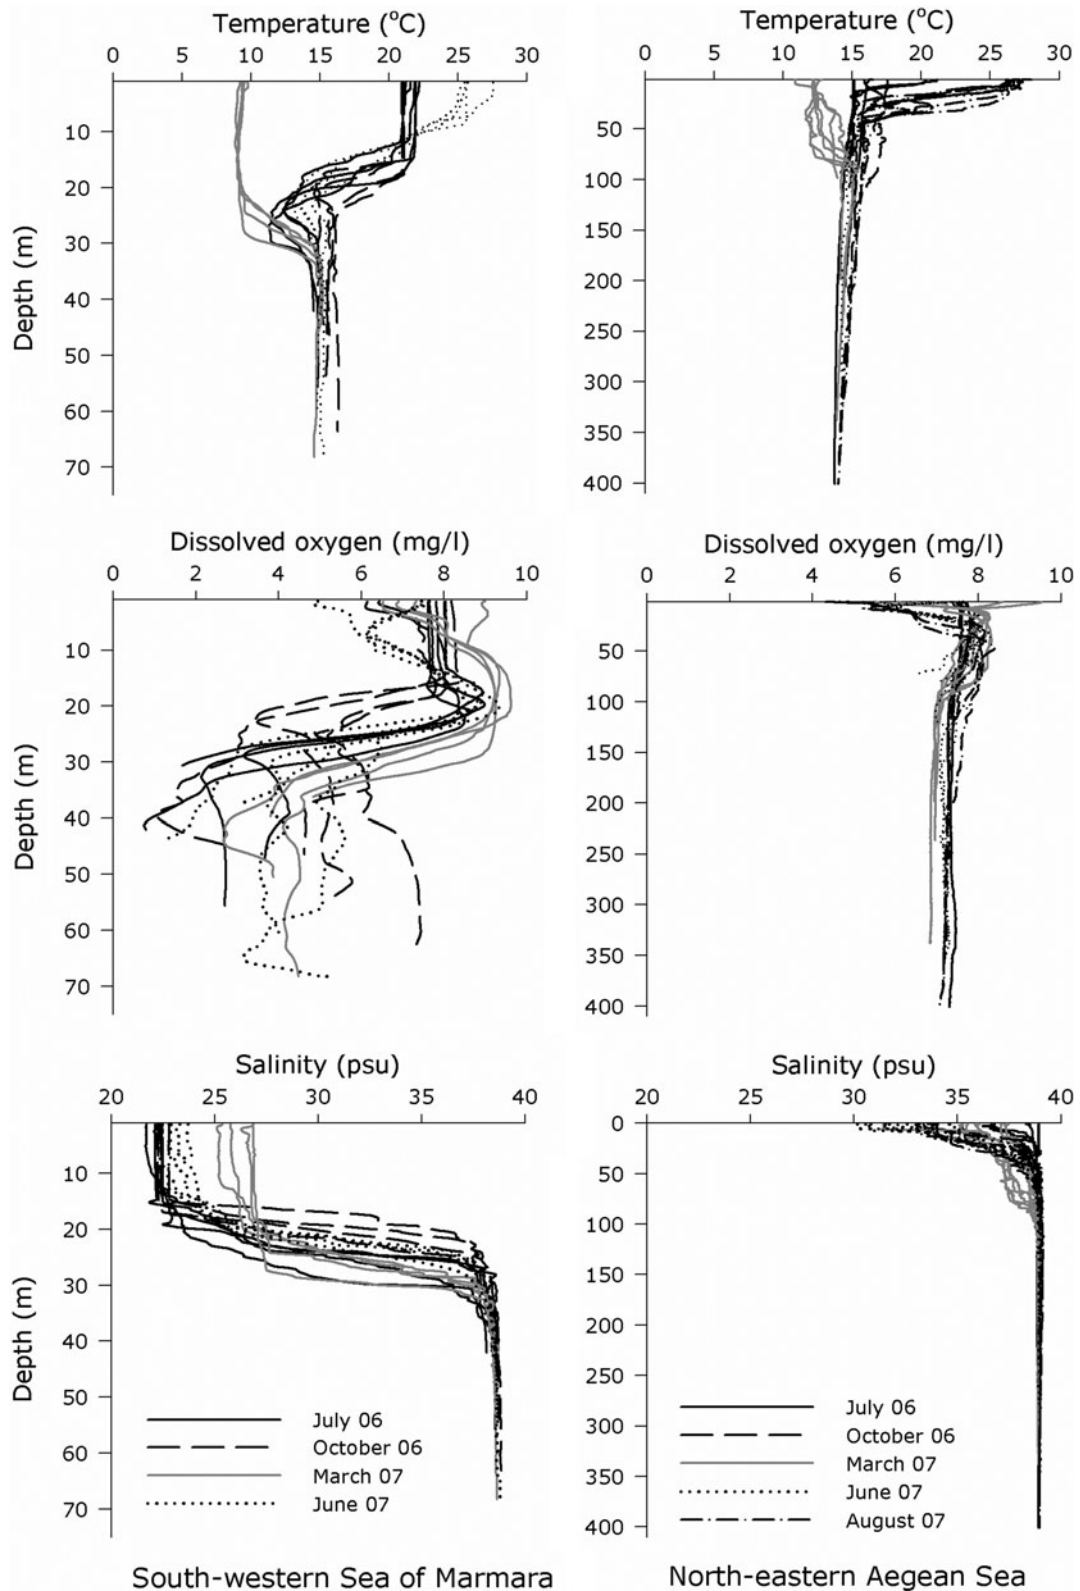 Temperature (°C)
0 5 10 15 20 25 30
Depth (m)
10
20
30
40
50
60
70
Temperature (°C)
0 5 10 15 20 25 30
50
100
150
200
250
300
350
400
Dissolved oxygen (mg/l)
0 2 4 6 8 10
Depth (m)
10
20
30
40
50
60
70
Dissolved oxygen (mg/l)
0 2 4 6 8 10
50
100
150
200
250
300
350
400
Salinity (psu)
20 25 30 35 40
Depth (m)
10
20
30
40
50
60
70
July 06
October 06
March 07
June 07
South-western Sea of Marmara
Salinity (psu)
20 25 30 35 40
0
50
100
150
200
250
300
350
400
July 06
October 06
March 07
June 07
August 07
North-eastern Aegean Sea